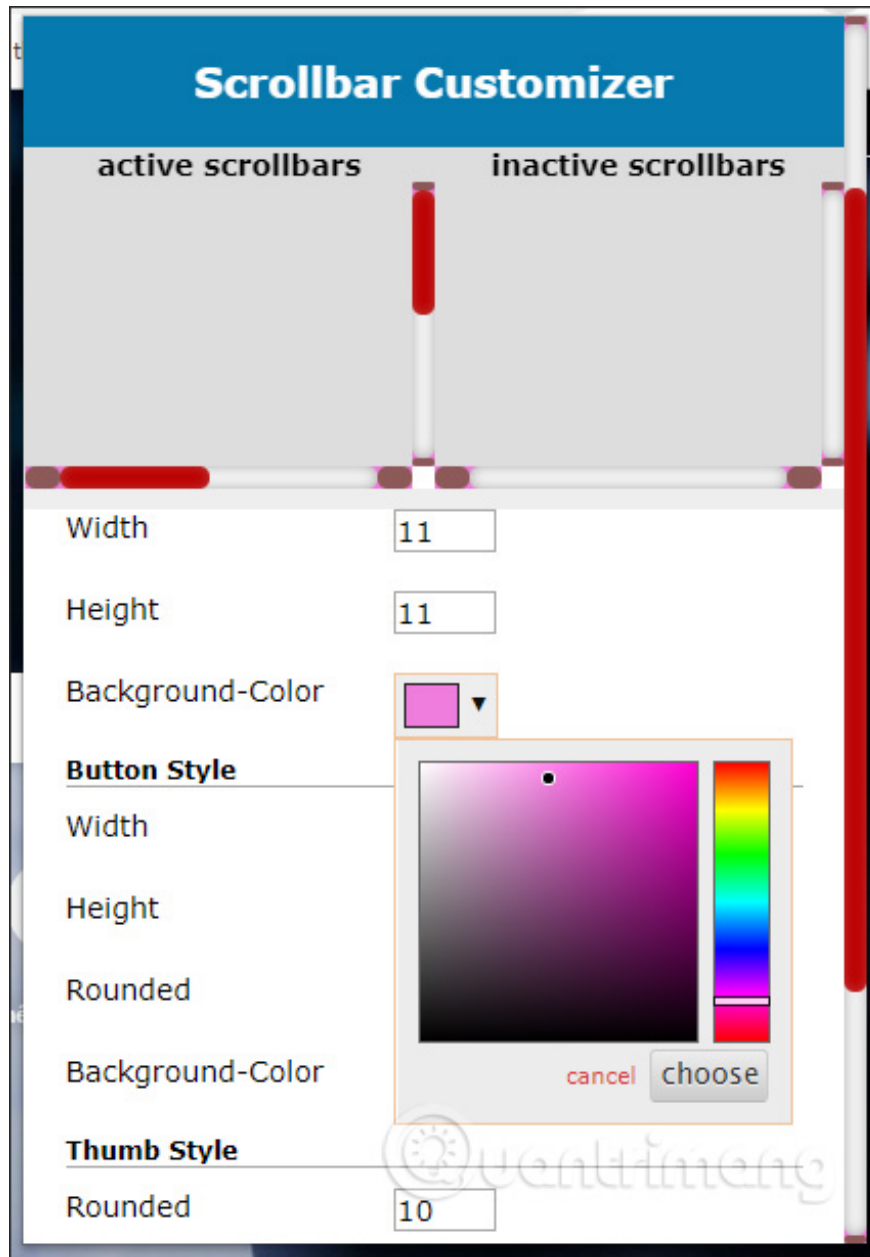 Scrollbar Customizer
active scrollbars
inactive scrollbars
Width
11
Height
11
Background-Color
▼
Button Style
Width
Height
Rounded
Background-Color
cancel
choose
Thumb Style
Quantrimang
Rounded
10